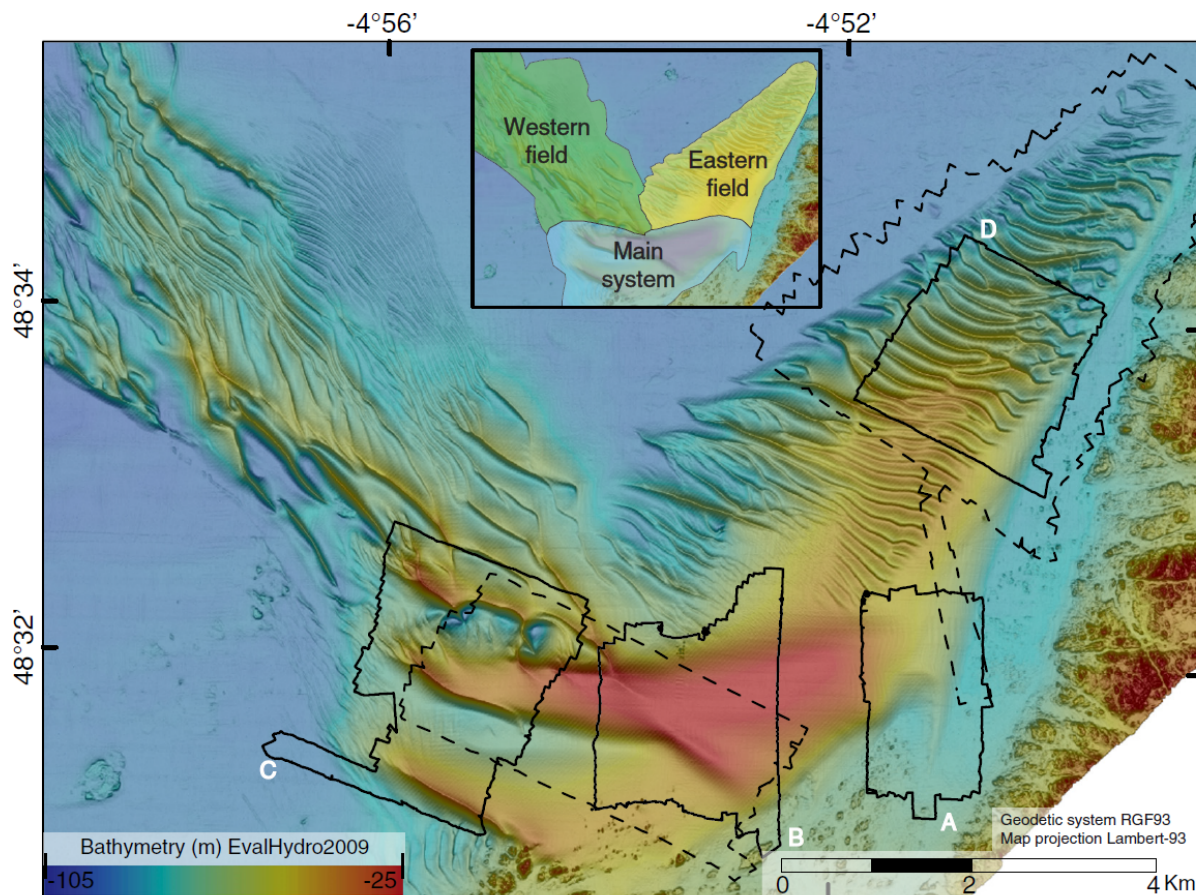 -4°56'
-4°52'
Western
field
Eastern
field
Main
system
D
48°34'
48°32'
C
B
A
Bathymetry (m) EvalHydro2009
-105
-25
Geodetic system RGF93
Map projection Lambert-93
0
2
4 Km